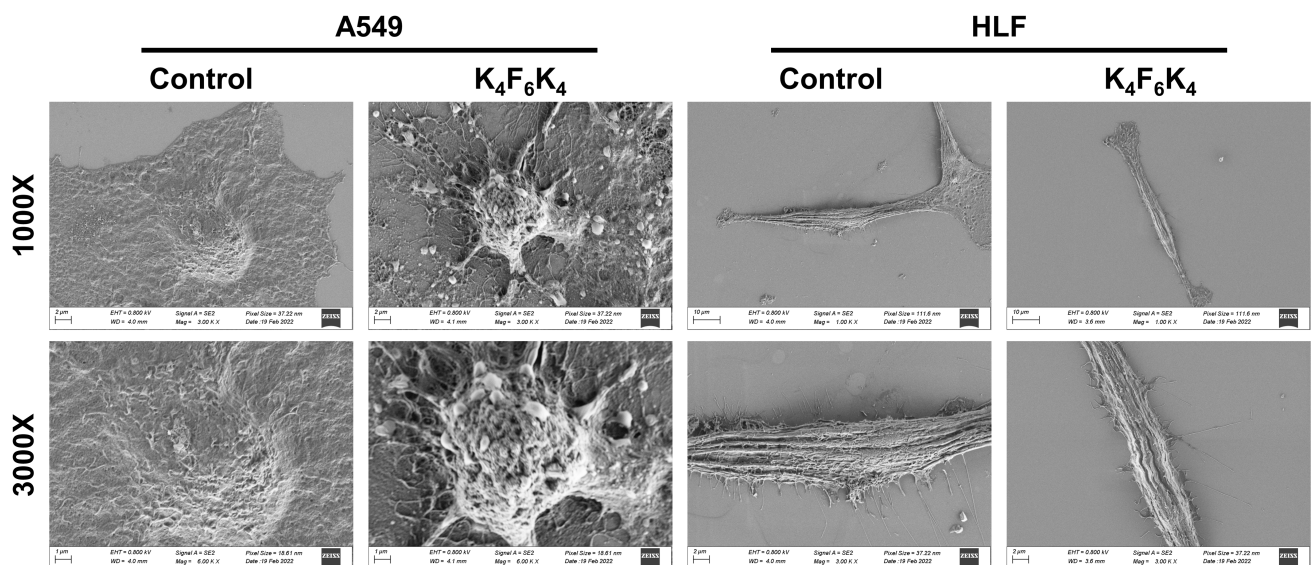 A549
HLF
Control
K₄F₆K₄
Control
K₄F₆K₄
1000X
2 µm EHT = 0.800 kV Signal A = SE2 Pixel Size = 37.22 nm ZEISS
WD = 4.0 mm Mag = 3.00 K X Date :19 Feb 2022
2 µm EHT = 0.800 kV Signal A = SE2 Pixel Size = 37.22 nm ZEISS
WD = 4.1 mm Mag = 3.00 K X Date :19 Feb 2022
10 µm EHT = 0.800 kV Signal A = SE2 Pixel Size = 111.6 nm ZEISS
WD = 4.0 mm Mag = 1.00 K X Date :19 Feb 2022
10 µm EHT = 0.800 kV Signal A = SE2 Pixel Size = 111.6 nm ZEISS
WD = 3.6 mm Mag = 1.00 K X Date :19 Feb 2022
3000X
1 µm EHT = 0.800 kV Signal A = SE2 Pixel Size = 18.61 nm ZEISS
WD = 4.0 mm Mag = 6.00 K X Date :19 Feb 2022
1 µm EHT = 0.800 kV Signal A = SE2 Pixel Size = 18.61 nm ZEISS
WD = 4.1 mm Mag = 6.00 K X Date :19 Feb 2022
2 µm EHT = 0.800 kV Signal A = SE2 Pixel Size = 37.22 nm ZEISS
WD = 4.0 mm Mag = 3.00 K X Date :19 Feb 2022
2 µm EHT = 0.800 kV Signal A = SE2 Pixel Size = 37.22 nm ZEISS
WD = 3.6 mm Mag = 3.00 K X Date :19 Feb 2022